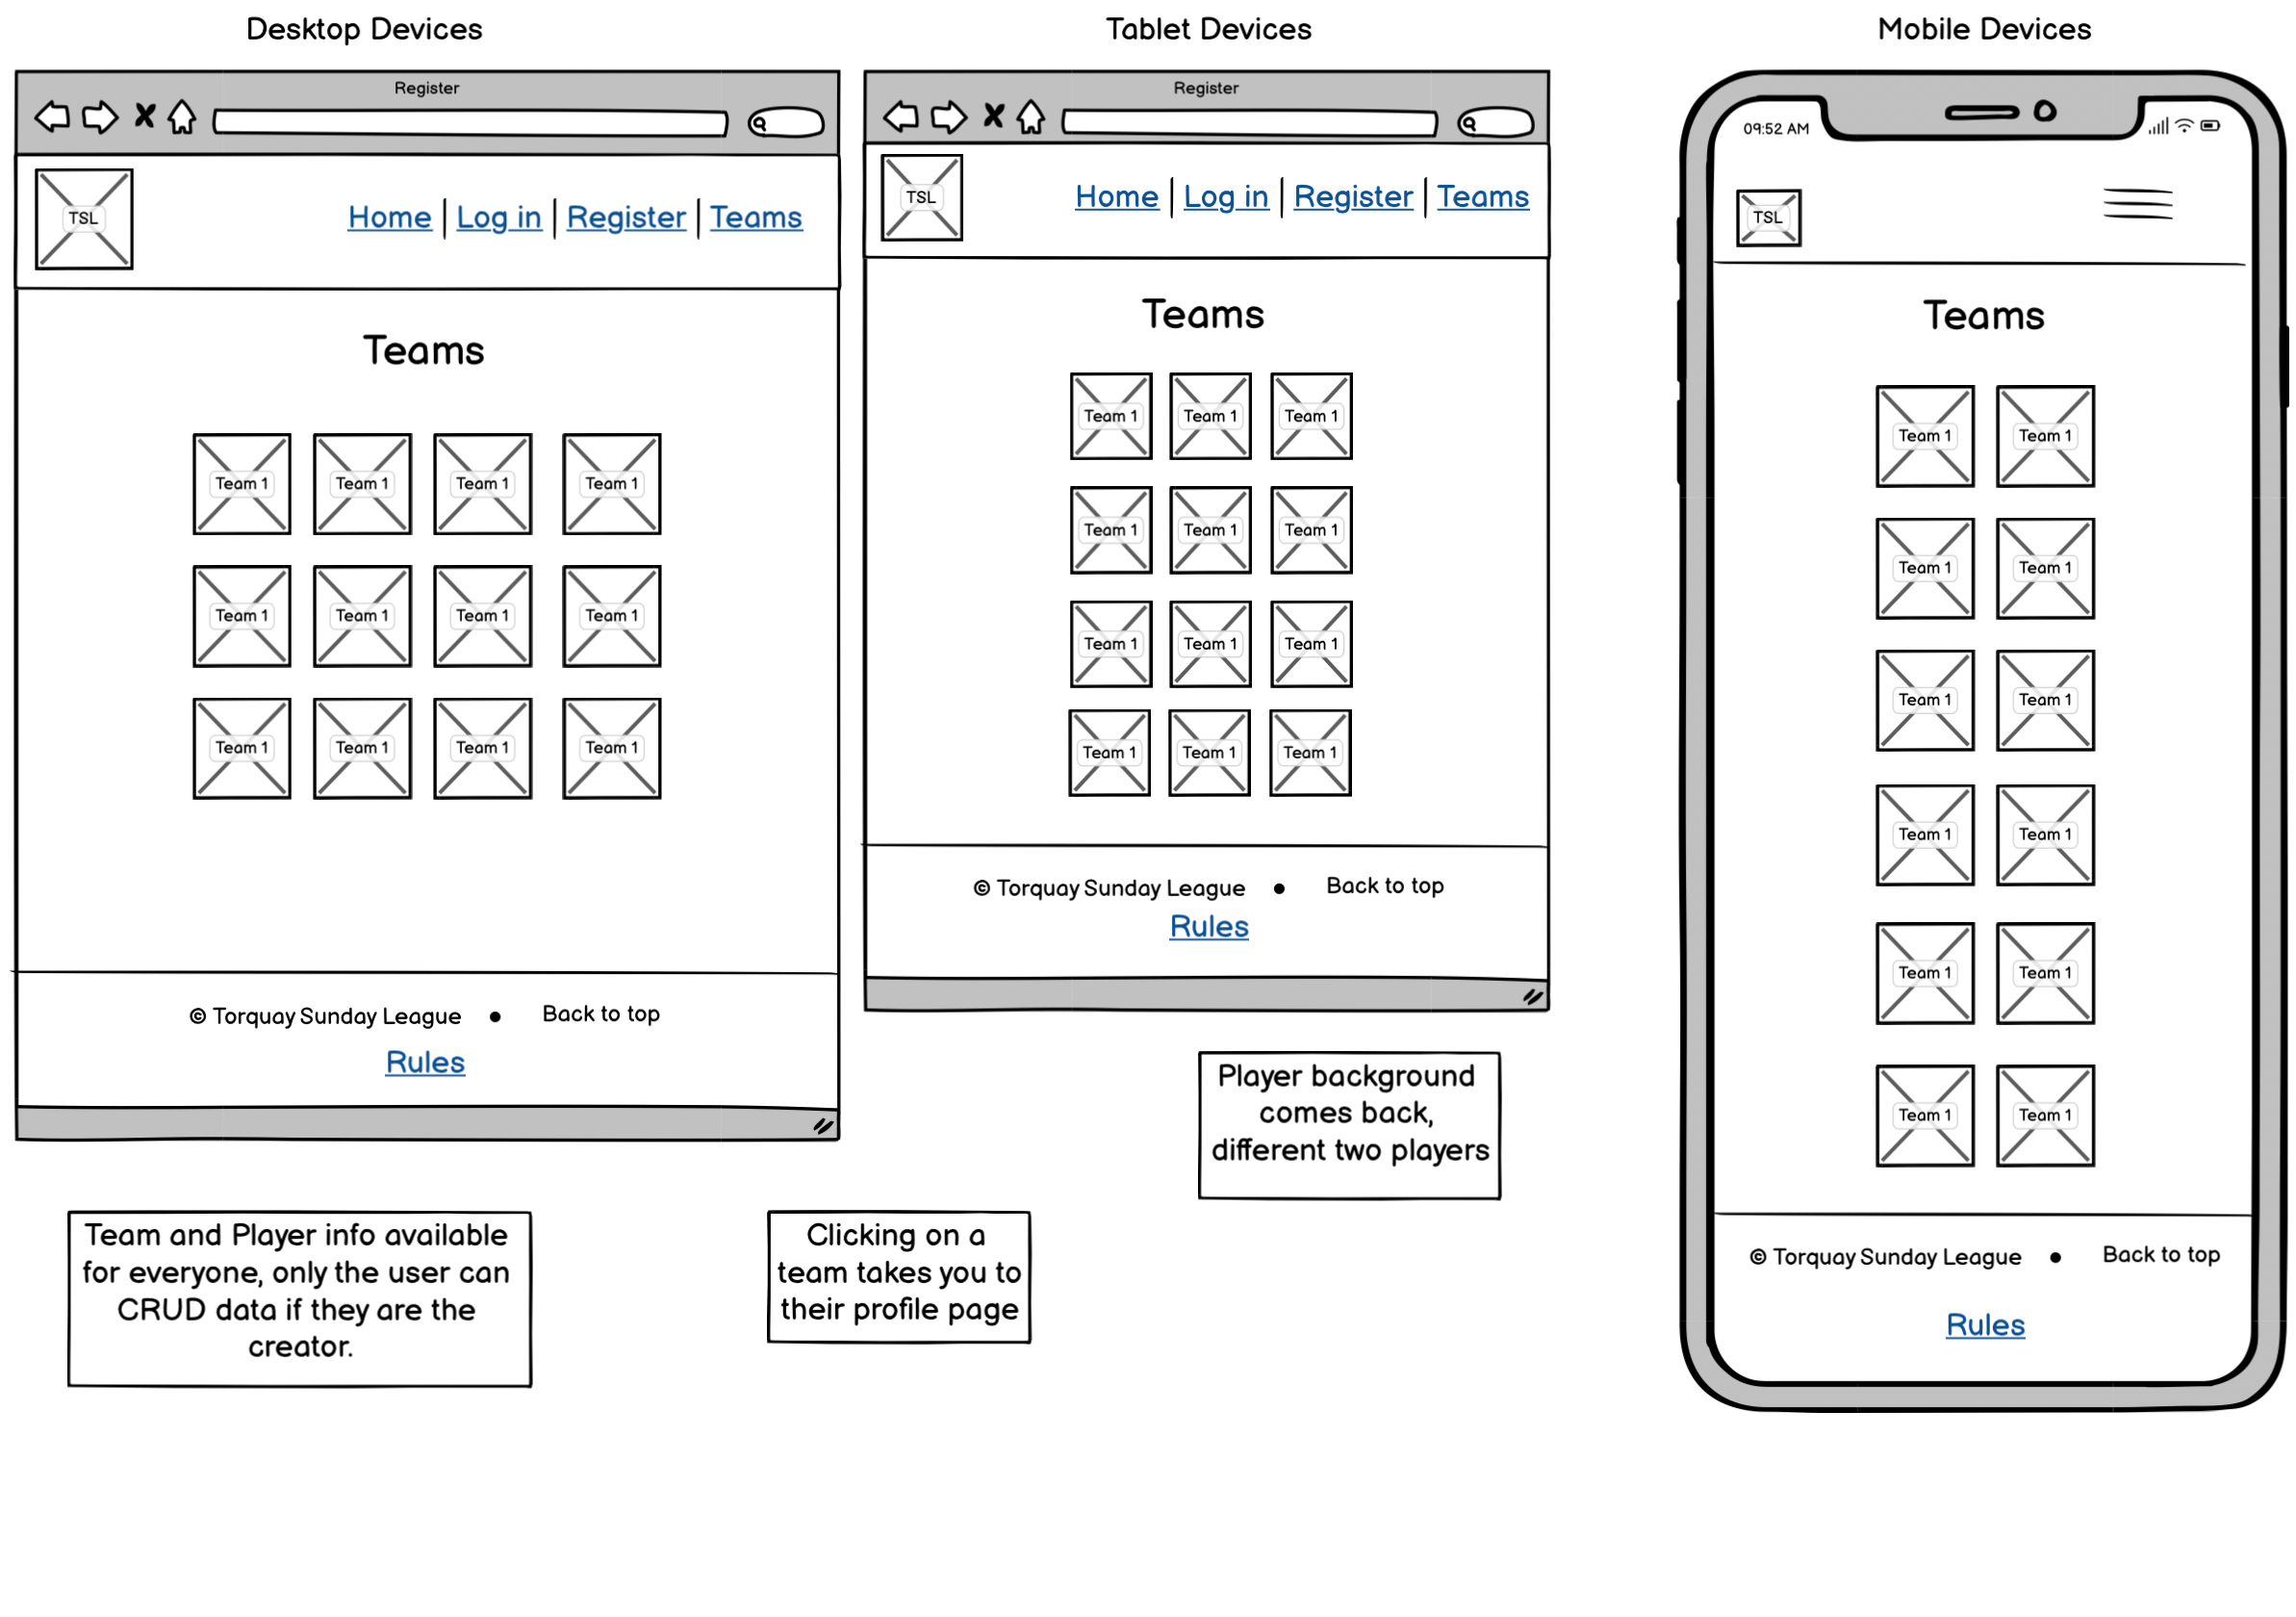 Desktop Devices
Register
TSL
Home | Log in | Register | Teams
Teams
Team 1 Team 1 Team 1 Team 1
Team 1 Team 1 Team 1 Team 1
Team 1 Team 1 Team 1 Team 1
© Torquay Sunday League • Back to top
Rules
Team and Player info available
for everyone, only the user can
CRUD data if they are the
creator.
Tablet Devices
Register
TSL
Home | Log in | Register | Teams
Teams
Team 1 Team 1 Team 1
Team 1 Team 1 Team 1
Team 1 Team 1 Team 1
Team 1 Team 1 Team 1
© Torquay Sunday League • Back to top
Rules
Player background
comes back,
different two players
Clicking on a
team takes you to
their profile page
Mobile Devices
09:52 AM
TSL
Teams
Team 1 Team 1
Team 1 Team 1
Team 1 Team 1
Team 1 Team 1
Team 1 Team 1
Team 1 Team 1
© Torquay Sunday League • Back to top
Rules